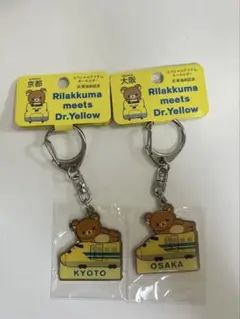 京都
Rilakkuma
meets
Dr.Yellow
大阪
Rilakkuma
meets
Dr.Yellow
KYOTO
OSAKA